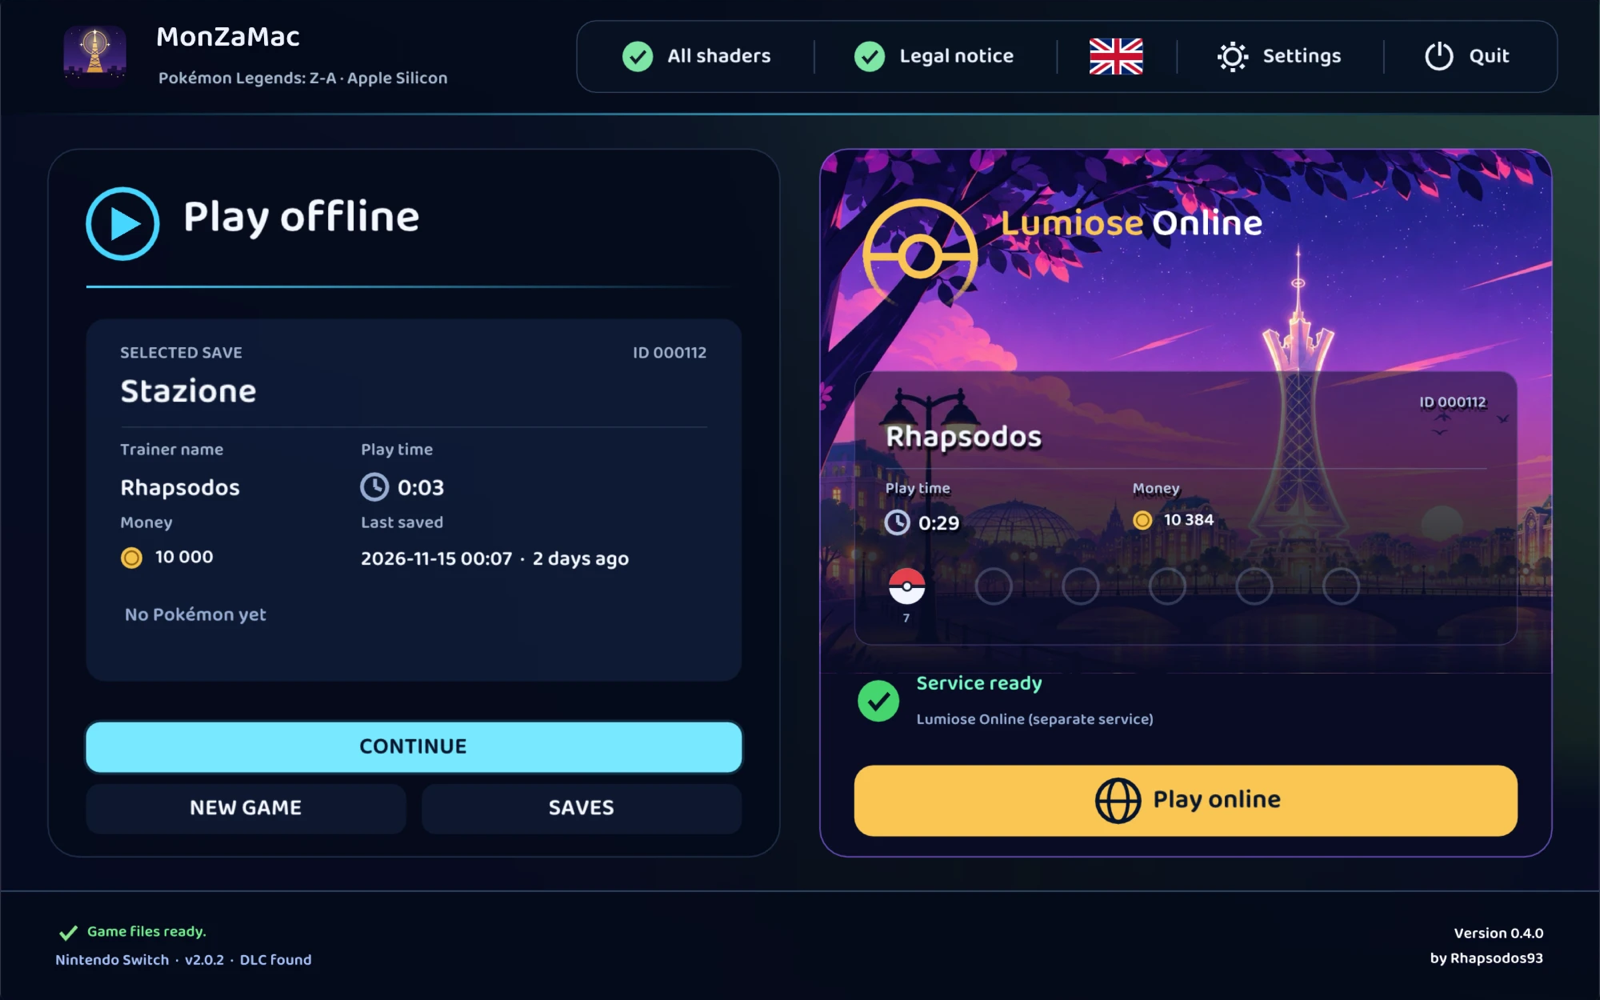 MonZaMac
Pokémon Legends: Z-A · Apple Silicon
All shaders
Legal notice
Settings
Quit
Play offline
SELECTED SAVE
ID 000112
Stazione
Trainer name
Play time
Rhapsodos
0:03
Money
Last saved
10 000
2026-11-15 00:07 · 2 days ago
No Pokémon yet
CONTINUE
NEW GAME
SAVES
Lumiose Online
ID 000112
Rhapsodos
Play time
Money
0:29
10 384
7
Service ready
Lumiose Online (separate service)
Play online
Game files ready.
Nintendo Switch · v2.0.2 · DLC found
Version 0.4.0
by Rhapsodos93